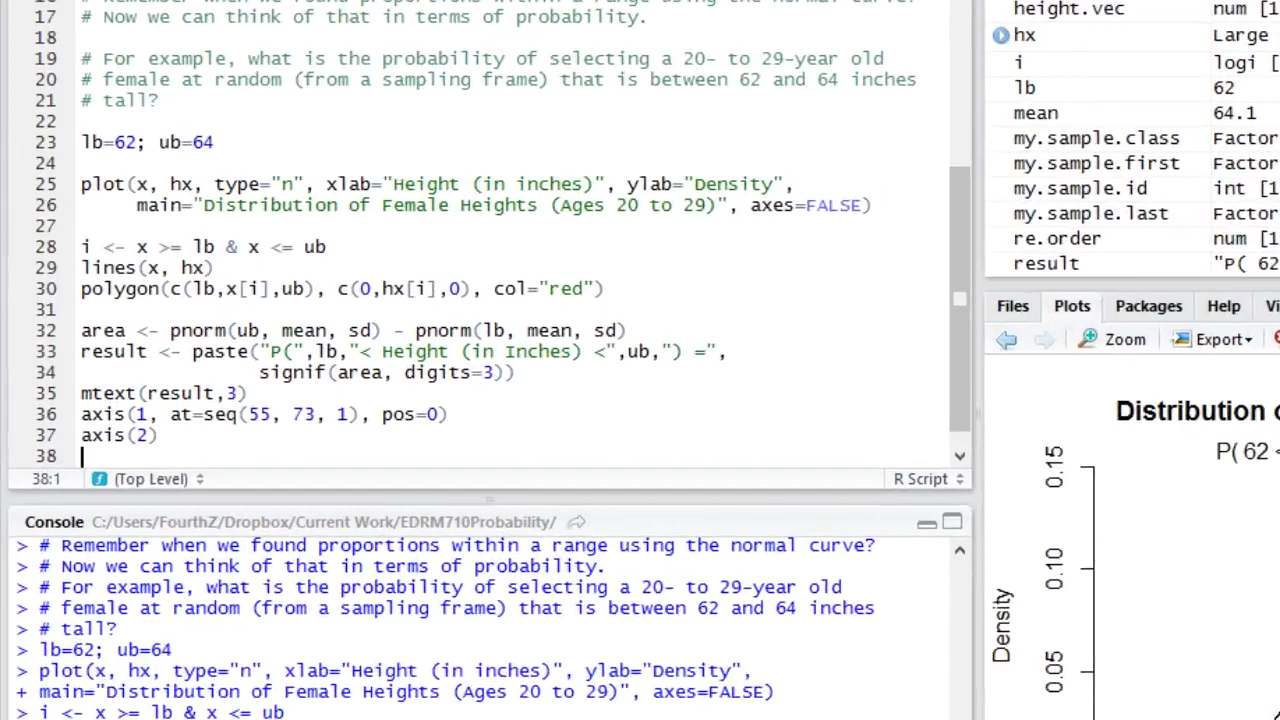 17 # Now we can think of that in terms of probability.
18
19 # For example, what is the probability of selecting a 20- to 29-year old
20 # female at random (from a sampling frame) that is between 62 and 64 inches
21 # tall?
22
23 lb=62; ub=64
24
25 plot(x, hx, type="n", xlab="Height (in inches)", ylab="Density",
26 main="Distribution of Female Heights (Ages 20 to 29)", axes=FALSE)
27
28 i <- x >= lb & x <= ub
29 lines(x, hx)
30 polygon(c(lb,x[i],ub), c(0,hx[i],0), col="red")
31
32 area <- pnorm(ub, mean, sd) - pnorm(lb, mean, sd)
33 result <- paste("P(",lb,"< Height (in Inches) <",ub,") =",
34 signif(area, digits=3))
35 mtext(result,3)
36 axis(1, at=seq(55, 73, 1), pos=0)
37 axis(2)
38
38:1 (Top Level) R Script
Console C:/Users/FourthZ/Dropbox/Current Work/EDRM710Probability/
> # Remember when we found proportions within a range using the normal curve?
> # Now we can think of that in terms of probability.
> # For example, what is the probability of selecting a 20- to 29-year old
> # female at random (from a sampling frame) that is between 62 and 64 inches
> # tall?
> lb=62; ub=64
> plot(x, hx, type="n", xlab="Height (in inches)", ylab="Density",
+ main="Distribution of Female Heights (Ages 20 to 29)", axes=FALSE)
> i <- x >= lb & x <= ub
height.vec num [1
hx Large
i logi [
lb 62
mean 64.1
my.sample.class Factor
my.sample.first Factor
my.sample.id int [1
my.sample.last Factor
re.order num [1
result "P( 62
Files Plots Packages Help Vi
Zoom Export
Distribution o
P( 62 <
0.15
0.10
0.05
Density